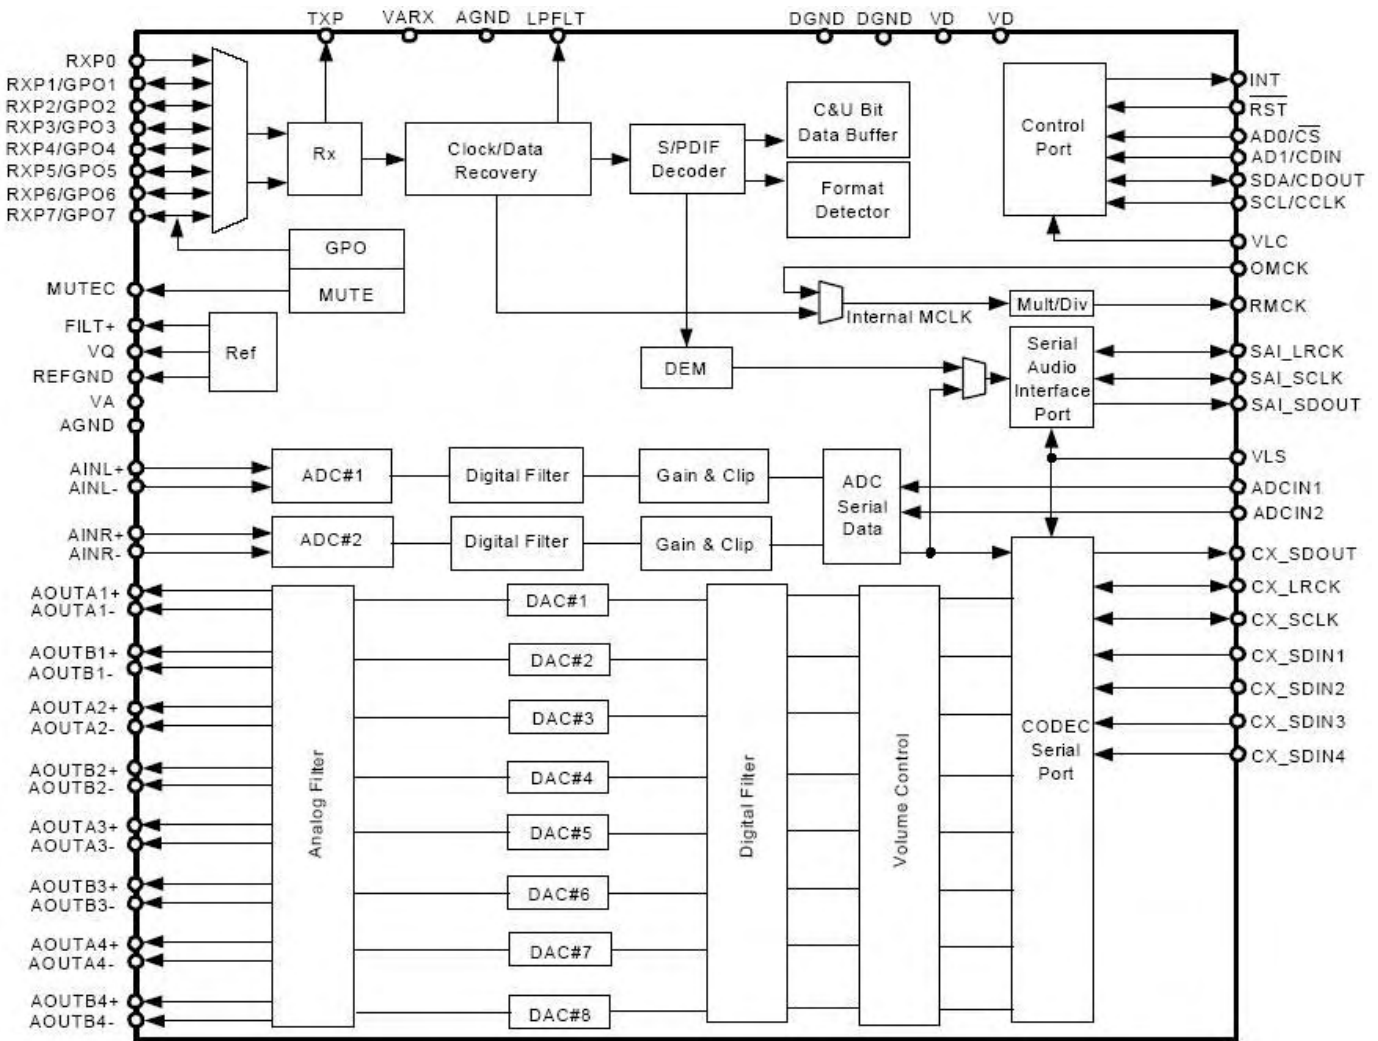 TXP VARX AGND LPFLT DGND DGND VD VD
RXP0
RXP1/GPO1
RXP2/GPO2
RXP3/GPO3
RXP4/GPO4
RXP5/GPO5
RXP6/GPO6
RXP7/GPO7
MUTEC
FILT+
VQ
REFGND
VA
AGND
AINL+
AINL-
AINR+
AINR-
AOUTA1+
AOUTA1-
AOUTB1+
AOUTB1-
AOUTA2+
AOUTA2-
AOUTB2+
AOUTB2-
AOUTA3+
AOUTA3-
AOUTB3+
AOUTB3-
AOUTA4+
AOUTA4-
AOUTB4+
AOUTB4-
Rx
Clock/Data
Recovery
S/PDIF
Decoder
C&U Bit
Data Buffer
Format
Detector
Control
Port
GPO
MUTE
Ref
Internal MCLK
Mult/Div
DEM
Serial
Audio
Interface
Port
ADC#1
Digital Filter
Gain & Clip
ADC
Serial
Data
ADC#2
Digital Filter
Gain & Clip
Analog Filter
DAC#1
DAC#2
DAC#3
DAC#4
DAC#5
DAC#6
DAC#7
DAC#8
Digital Filter
Volume Control
CODEC
Serial
Port
INT
RST
AD0/CS
AD1/CDIN
SDA/CDOUT
SCL/CCLK
VLC
OMCK
RMCK
SAI_LRCK
SAI_SCLK
SAI_SDOUT
VLS
ADCIN1
ADCIN2
CX_SDOUT
CX_LRCK
CX_SCLK
CX_SDIN1
CX_SDIN2
CX_SDIN3
CX_SDIN4